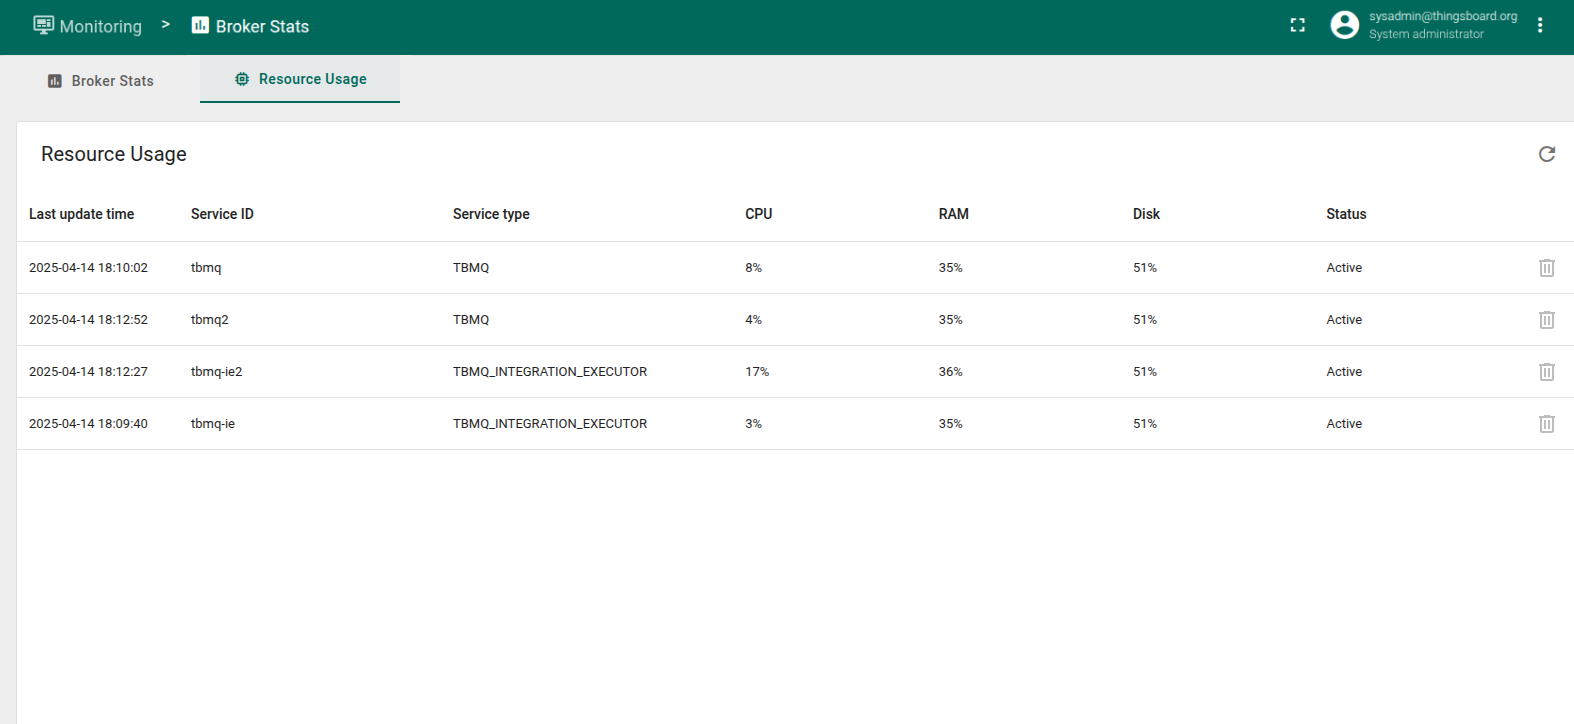 Monitoring > Broker Stats
sysadmin@thingsboard.org
System administrator
Broker Stats
Resource Usage
Resource Usage
Last update time Service ID Service type CPU RAM Disk Status
2025-04-14 18:10:02 tbmq TBMQ 8% 35% 51% Active
2025-04-14 18:12:52 tbmq2 TBMQ 4% 35% 51% Active
2025-04-14 18:12:27 tbmq-ie2 TBMQ_INTEGRATION_EXECUTOR 17% 36% 51% Active
2025-04-14 18:09:40 tbmq-ie TBMQ_INTEGRATION_EXECUTOR 3% 35% 51% Active